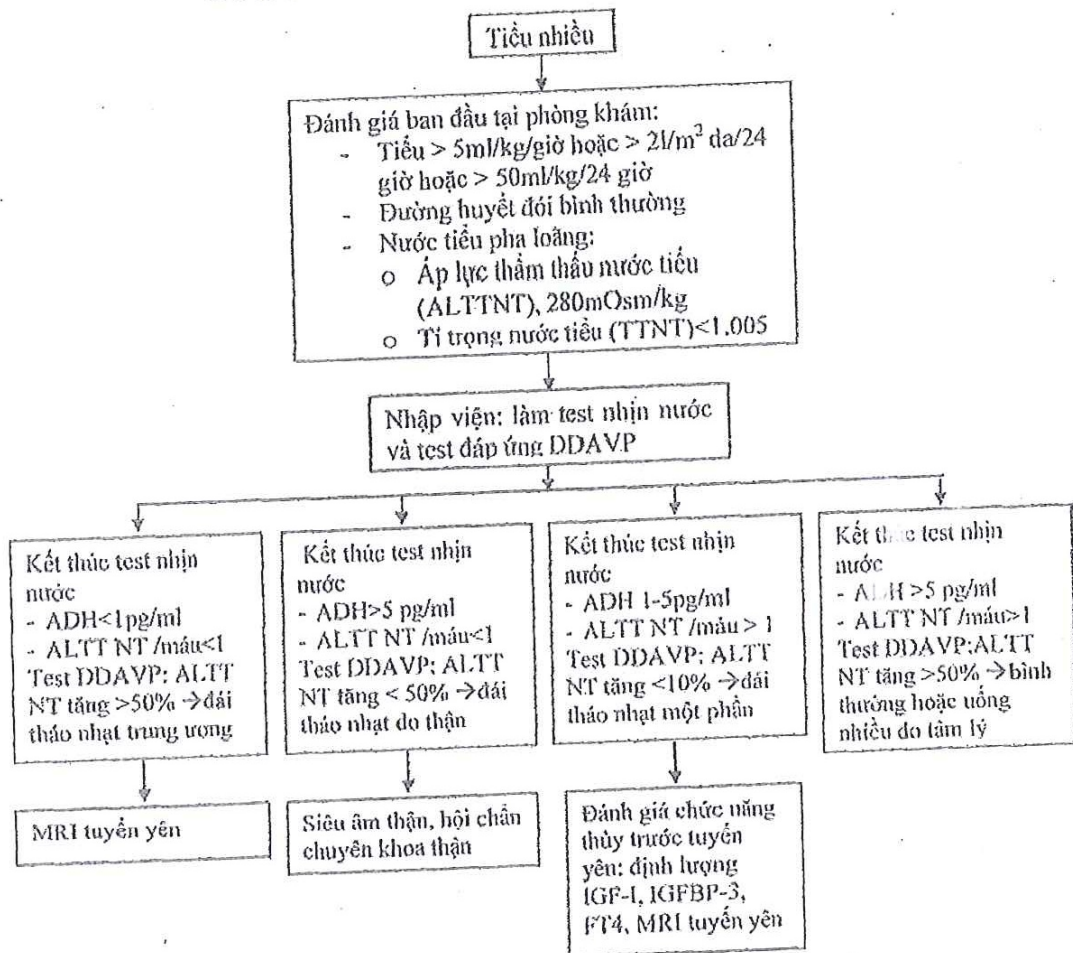 Tiểu nhiều
Đánh giá ban đầu tại phòng khám:
- Tiểu > 5ml/kg/giờ hoặc > 2l/m² da/24
giờ hoặc > 50ml/kg/24 giờ
- Đường huyết đói bình thường
- Nước tiểu pha loãng:
o Áp lực thẩm thấu nước tiểu
(ALTTNT), 280mOsm/kg
o Tỉ trọng nước tiểu (TTNT)<1.005
Nhập viện: làm test nhịn nước
và test đáp ứng DDAVP
Kết thúc test nhịn
nước
- ADH<1pg/ml
- ALTT NT /máu<1
Test DDAVP: ALTT
NT tăng >50% →đái
tháo nhạt trung ương
Kết thúc test nhịn
nước
- ADH>5 pg/ml
- ALTT NT /máu<1
Test DDAVP: ALTT
NT tăng < 50% →đái
tháo nhạt do thận
Kết thúc test nhịn
nước
- ADH 1-5pg/ml
- ALTT NT /máu > 1
Test DDAVP: ALTT
NT tăng <10% →đái
tháo nhạt một phần
Kết thúc test nhịn
nước
- ADH >5 pg/ml
- ALTT NT /máu>1
Test DDAVP:ALTT
NT tăng >50% →bình
thường hoặc uống
nhiều do tâm lý
MRI tuyến yên
Siêu âm thận, hội chẩn
chuyên khoa thận
Đánh giá chức năng
thùy trước tuyến
yên: định lượng
IGF-I, IGFBP-3,
FT4, MRI tuyến yên